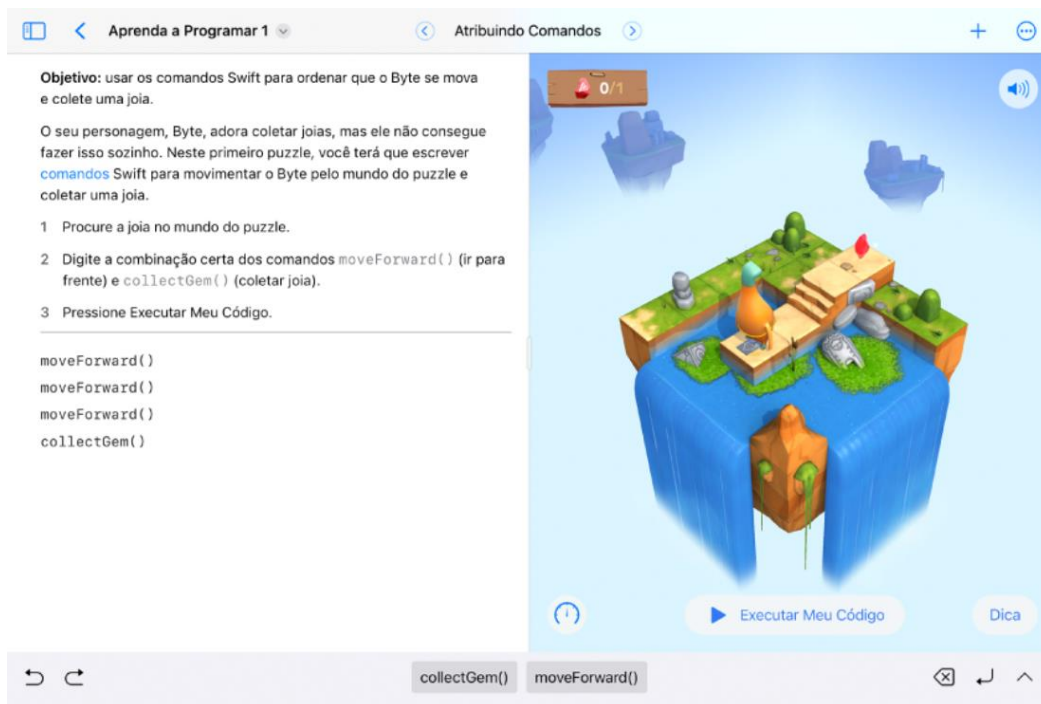 Aprenda a Programar 1
Atribuindo Comandos
Objetivo: usar os comandos Swift para ordenar que o Byte se mova
e colete uma joia.
O seu personagem, Byte, adora coletar joias, mas ele não consegue
fazer isso sozinho. Neste primeiro puzzle, você terá que escrever
comandos Swift para movimentar o Byte pelo mundo do puzzle e
coletar uma joia.
1 Procure a joia no mundo do puzzle.
2 Digite a combinação certa dos comandos moveForward() (ir para
frente) e collectGem() (coletar joia).
3 Pressione Executar Meu Código.
moveForward()
moveForward()
moveForward()
collectGem()
0/1
Executar Meu Código
Dica
collectGem()
moveForward()